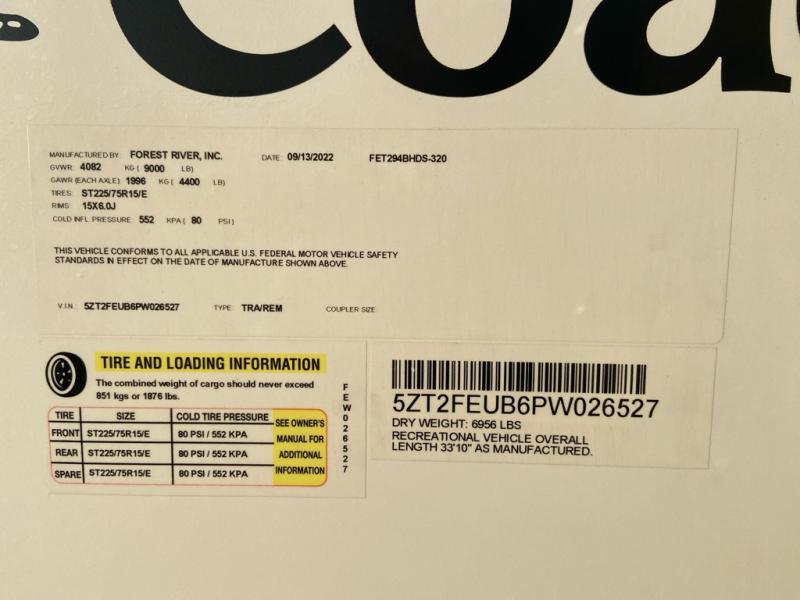 Coa
MANUFACTURED BY: FOREST RIVER, INC. DATE: 09/13/2022 FET294BHDS-320
GVWR: 4082 KG ( 9000 LB)
GAWR (EACH AXLE): 1996 KG ( 4400 LB)
TIRES: ST225/75R15/E
RIMS: 15X6.0J
COLD INFL. PRESSURE: 552 KPA ( 80 PSI )
THIS VEHICLE CONFORMS TO ALL APPLICABLE U.S. FEDERAL MOTOR VEHICLE SAFETY
STANDARDS IN EFFECT ON THE DATE OF MANUFACTURE SHOWN ABOVE.
V.I.N.: 5ZT2FEUB6PW026527 TYPE: TRA/REM COUPLER SIZE
TIRE AND LOADING INFORMATION
The combined weight of cargo should never exceed
851 kgs or 1876 lbs.
TIRE SIZE COLD TIRE PRESSURE
FRONT ST225/75R15/E 80 PSI / 552 KPA
REAR ST225/75R15/E 80 PSI / 552 KPA
SPARE ST225/75R15/E 80 PSI / 552 KPA
SEE OWNER'S
MANUAL FOR
ADDITIONAL
INFORMATION
FEW026527
5ZT2FEUB6PW026527
DRY WEIGHT: 6956 LBS
RECREATIONAL VEHICLE OVERALL
LENGTH 33'10" AS MANUFACTURED.